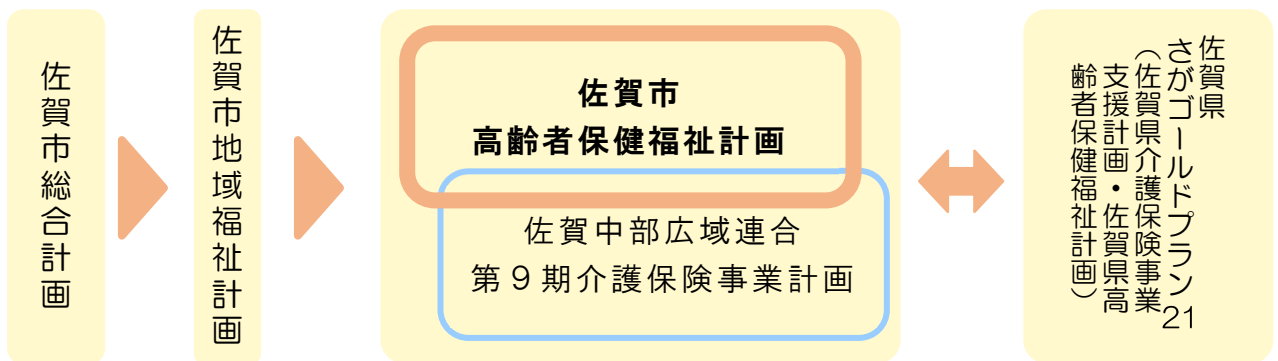 佐賀市総合計画
佐賀市地域福祉計画
佐賀市
高齢者保健福祉計画
佐賀中部広域連合
第９期介護保険事業計画
佐賀県
さがゴールドプラン21
（佐賀県介護保険事業
支援計画・佐賀県高
齢者保健福祉計画）